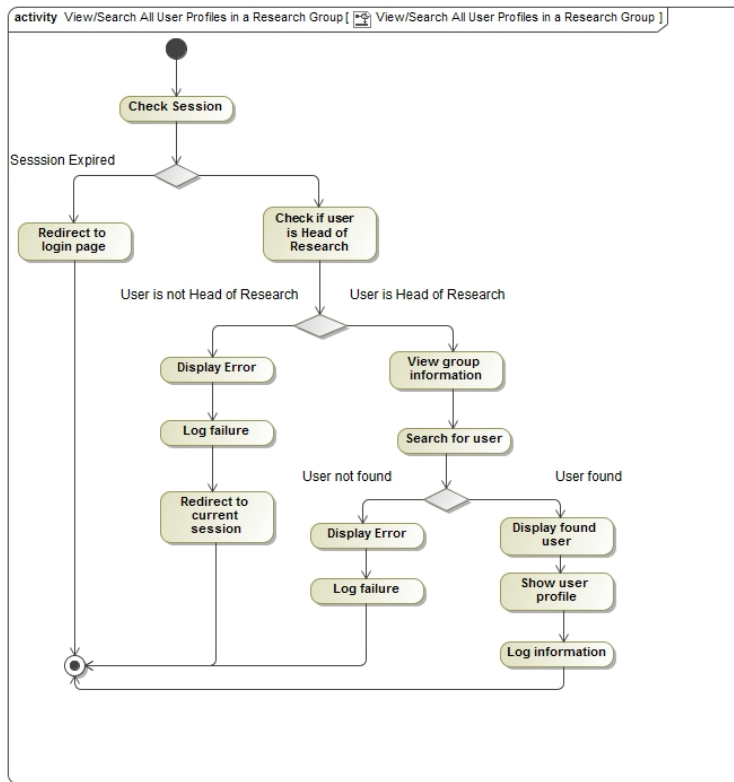 activity View/Search All User Profiles in a Research Group [ View/Search All User Profiles in a Research Group ]
Check Session
Sesssion Expired
Redirect to
login page
Check if user
is Head of
Research
User is not Head of Research
User is Head of Research
Display Error
View group
information
Log failure
Search for user
User not found
User found
Redirect to
current
session
Display Error
Display found
user
Log failure
Show user
profile
Log information